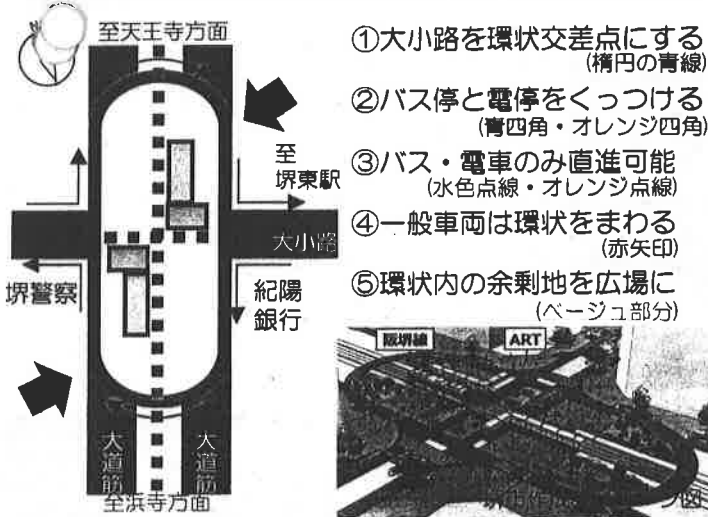 至天王寺方面
至
堺東駅
大小路
堺警察
紀陽
銀行
大道筋
大道筋
至浜寺方面
①大小路を環状交差点にする
(楕円の青線)
②バス停と電停をくっつける
(青四角・オレンジ四角)
③バス・電車のみ直進可能
(水色点線・オレンジ点線)
④一般車両は環状をまわる
(赤矢印)
⑤環状内の余剰地を広場に
(ベージュ部分)
阪堺線
ART